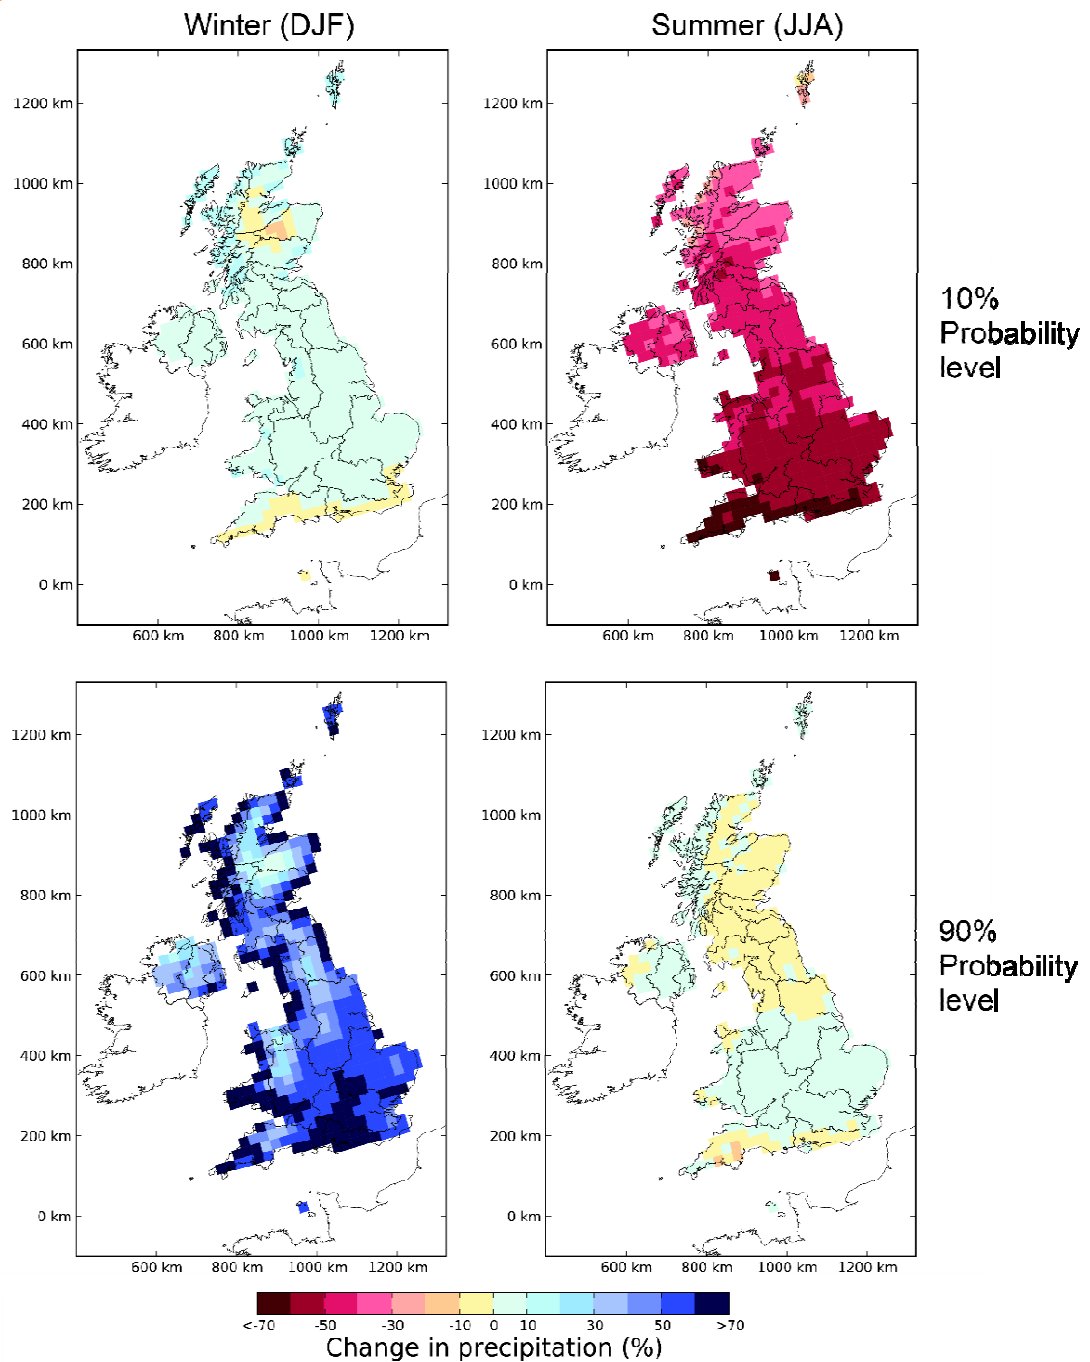 Winter (DJF)
Summer (JJA)
1200 km
1000 km
800 km
600 km
400 km
200 km
0 km
600 km 800 km 1000 km 1200 km
1200 km
1000 km
800 km
600 km
400 km
200 km
0 km
600 km 800 km 1000 km 1200 km
10%
Probability
level
1200 km
1000 km
800 km
600 km
400 km
200 km
0 km
600 km 800 km 1000 km 1200 km
1200 km
1000 km
800 km
600 km
400 km
200 km
0 km
600 km 800 km 1000 km 1200 km
90%
Probability
level
<-70 -50 -30 -10 0 10 30 50 >70
Change in precipitation (%)